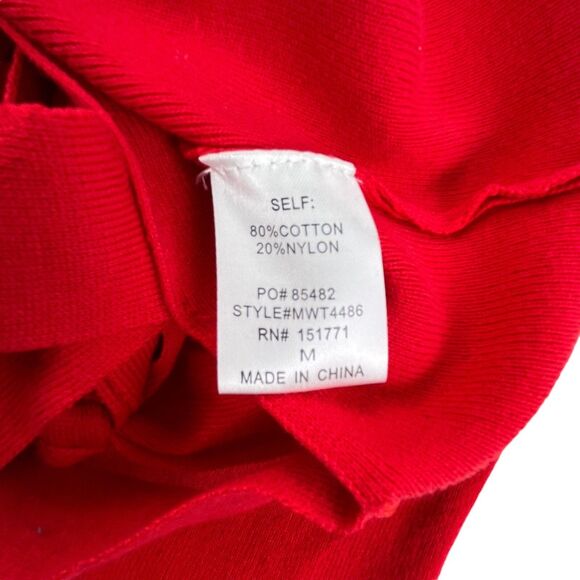 SELF:
80%COTTON
20%NYLON
PO# 85482
STYLE#MWT4486
RN# 151771
M
MADE IN CHINA